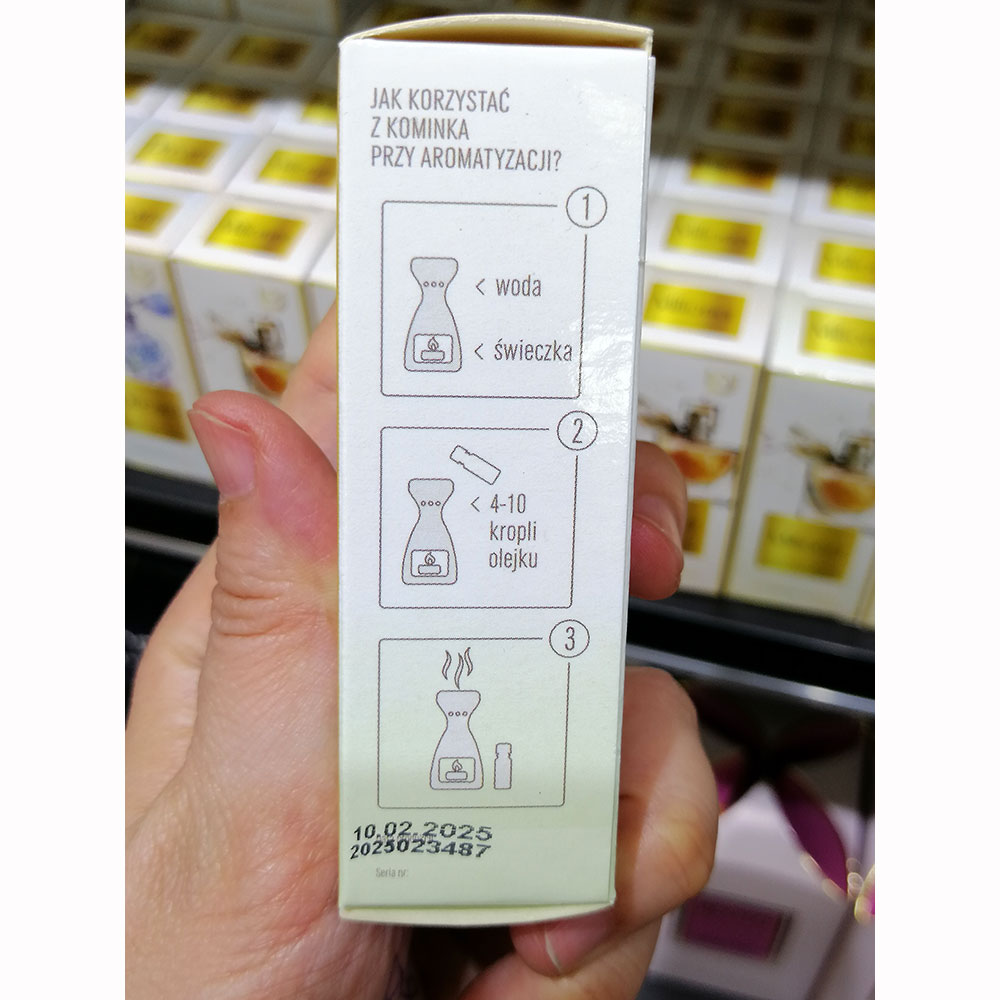 JAK KORZYSTAĆ
Z KOMINKA
PRZY AROMATYZACJI?
1
< woda
< świeczka
2
< 4-10
kropli
olejku
3
10.02.2025
2025023487
Seria nr: